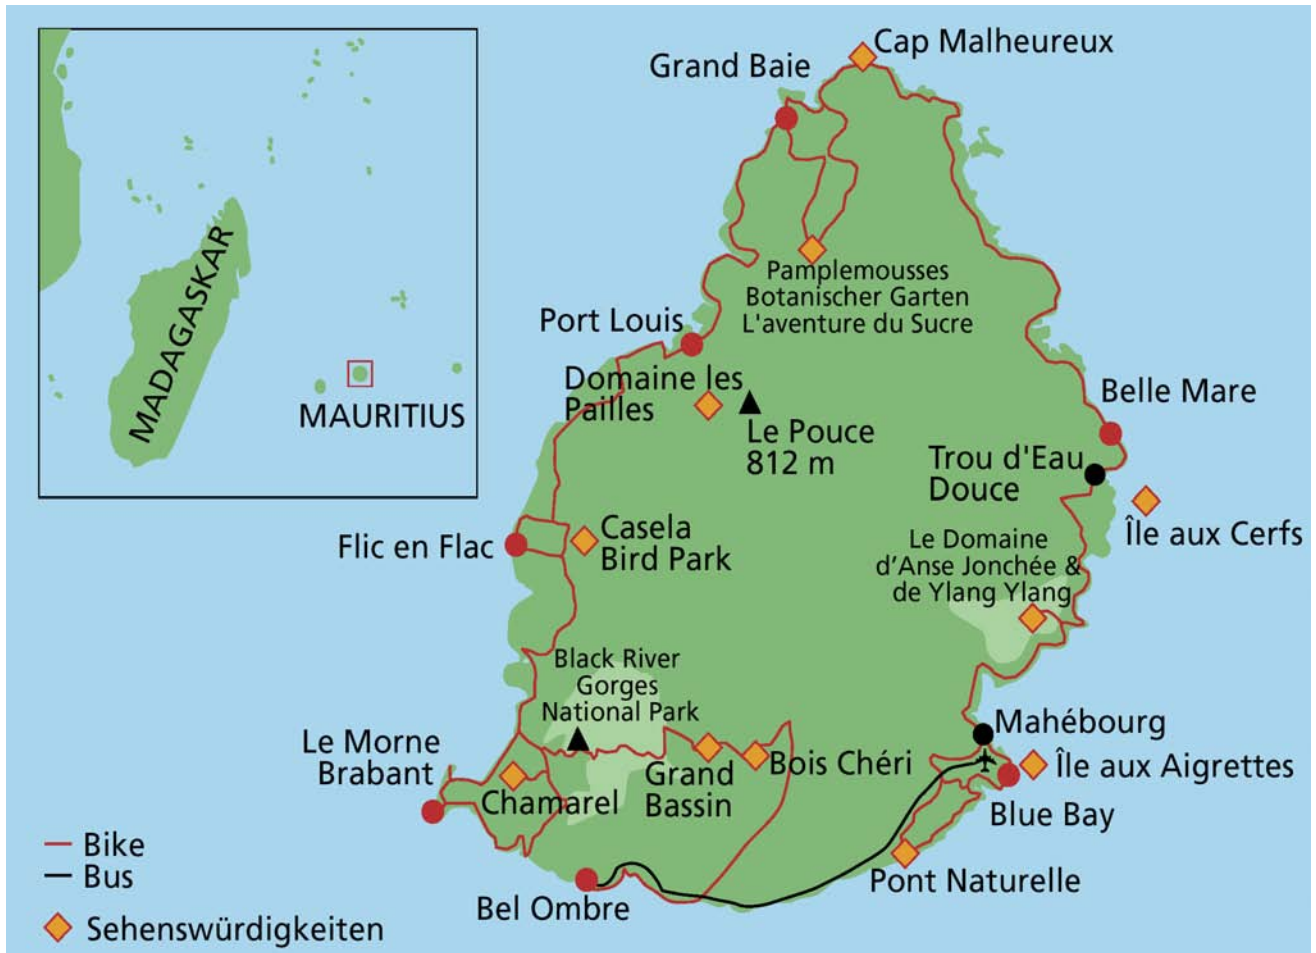 Cap Malheureux
Grand Baie
Pamplemousses
Botanischer Garten
L'aventure du Sucre
Port Louis
Domaine les
Pailles
Le Pouce
812 m
Belle Mare
Trou d'Eau
Douce
Île aux Cerfs
Flic en Flac
Casela
Bird Park
Le Domaine
d'Anse Jonchée &
de Ylang Ylang
Black River
Gorges
National Park
Mahébourg
Île aux Aigrettes
Blue Bay
Le Morne
Brabant
Chamarel
Grand
Bassin
Bois Chéri
Pont Naturelle
Bel Ombre
MADAGASKAR
MAURITIUS
Bike
Bus
Sehenswürdigkeiten